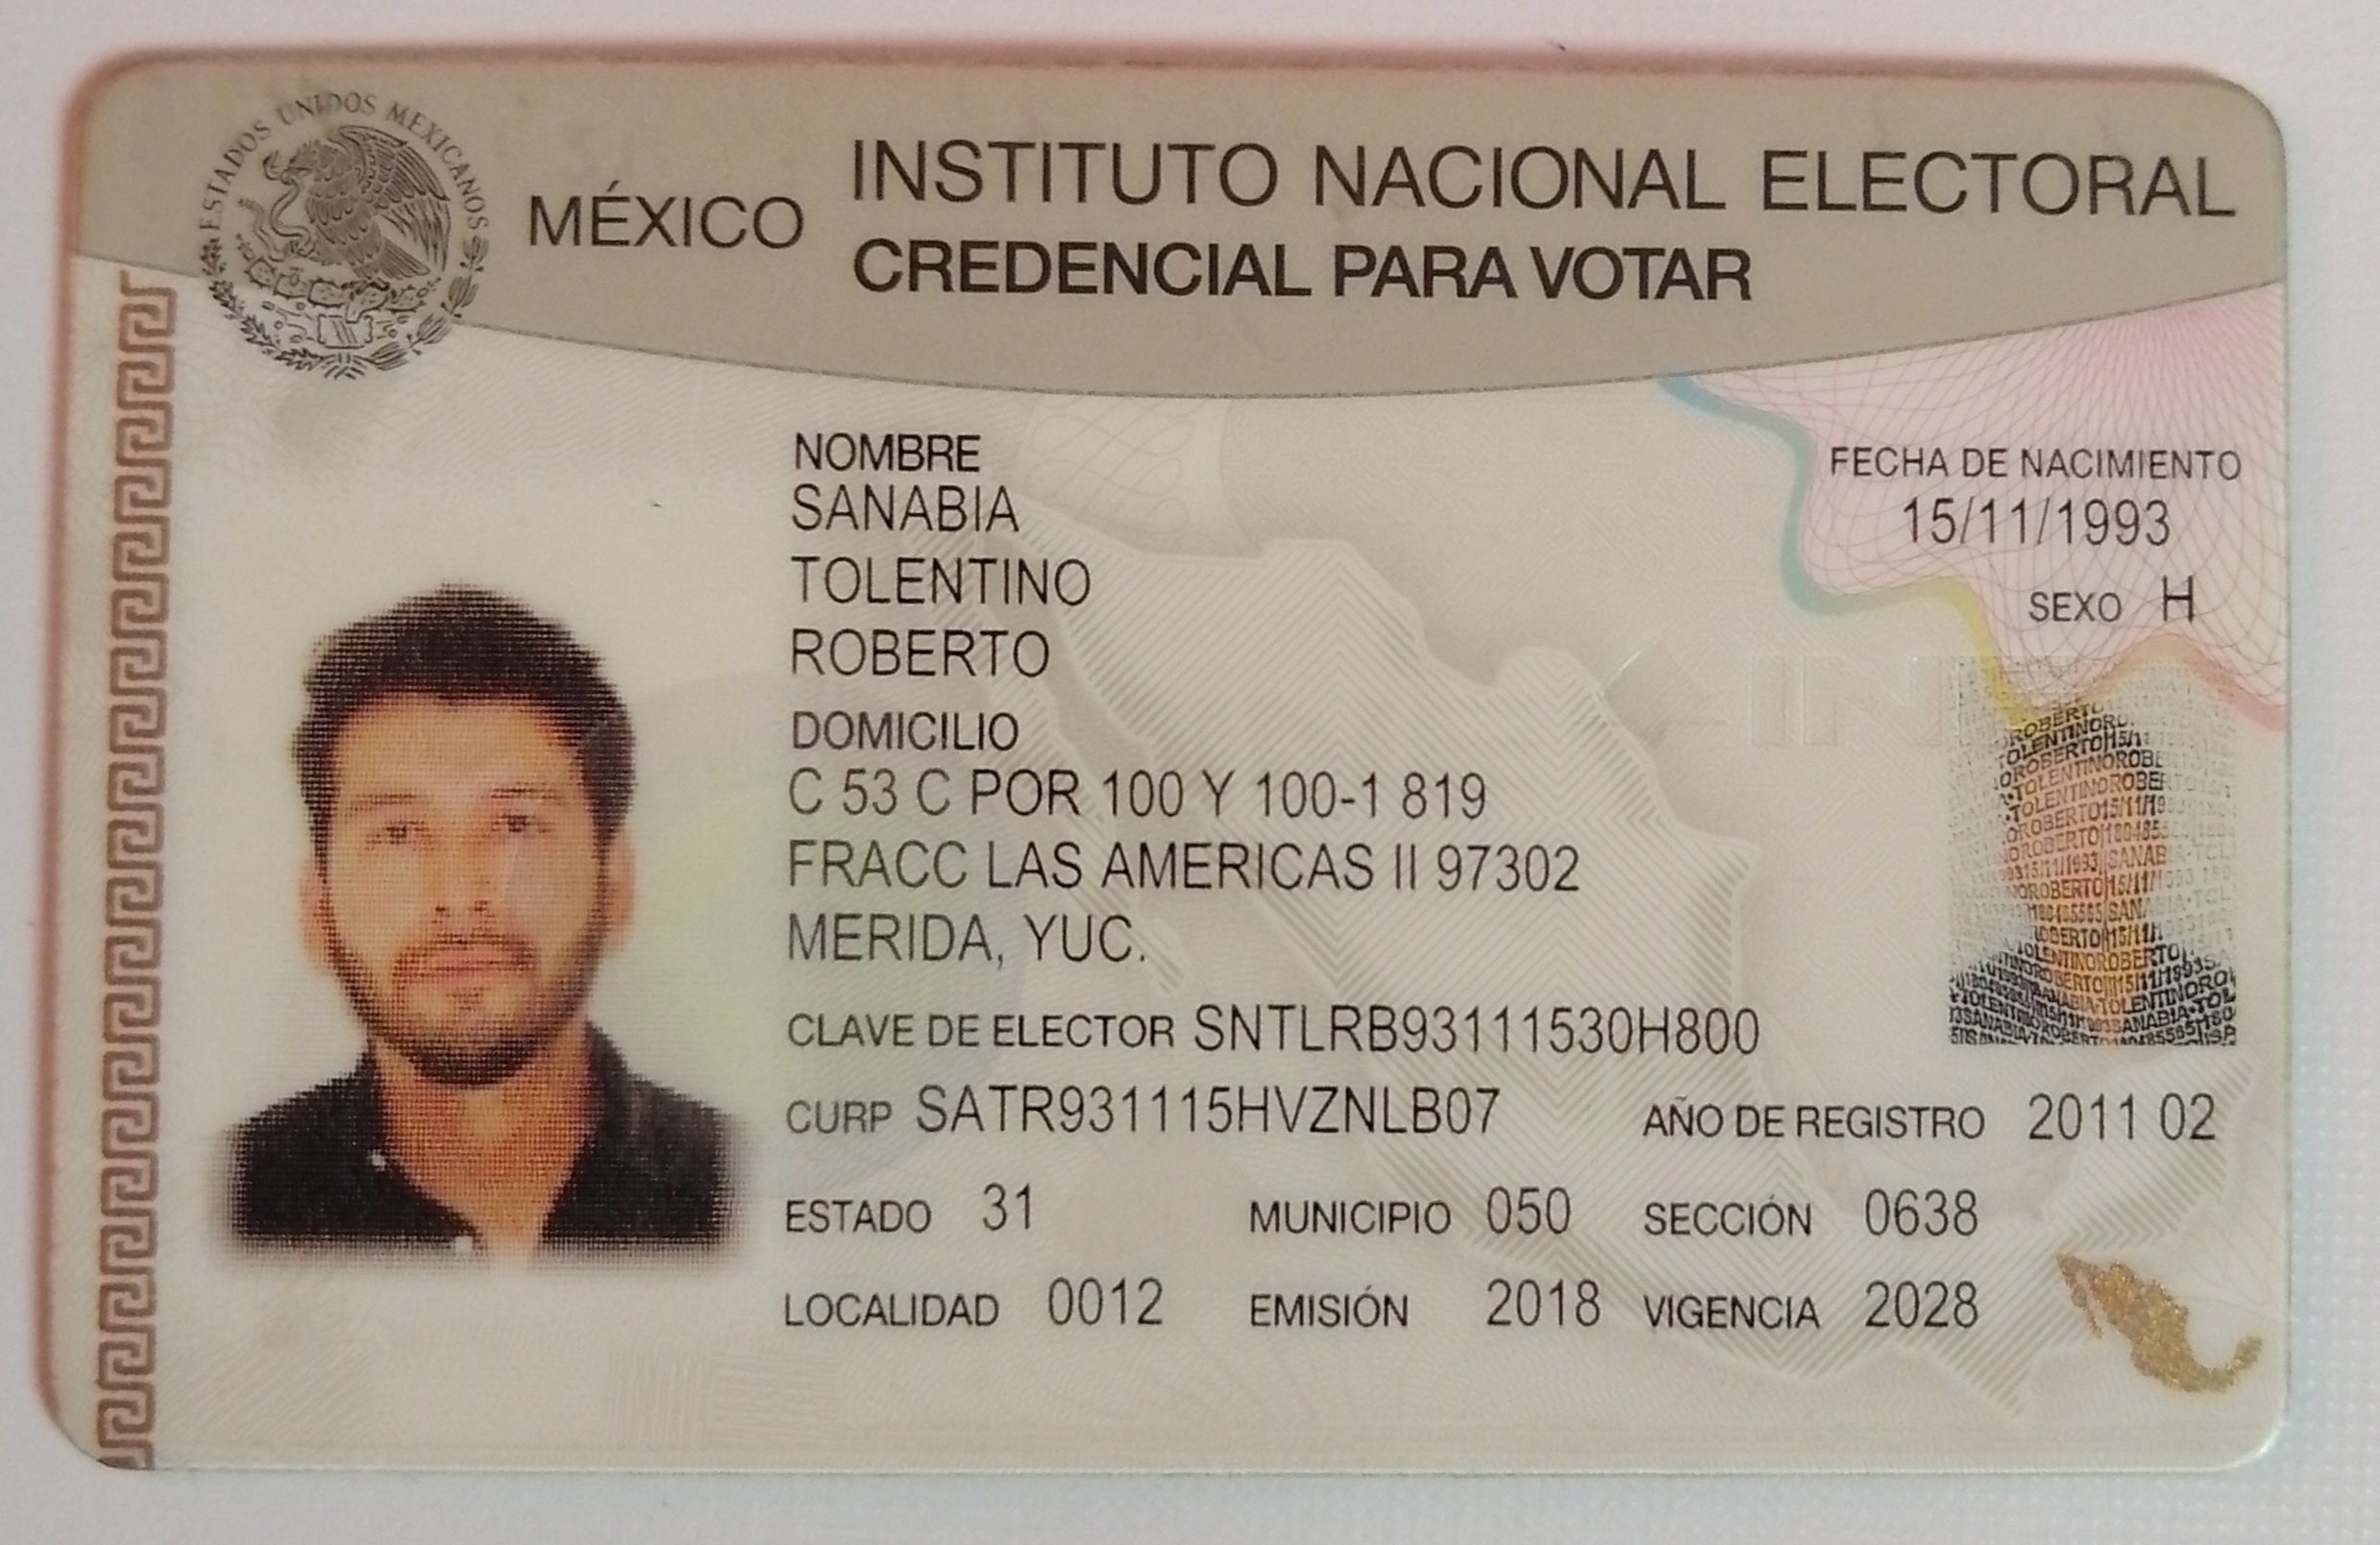 ESTADOS UNIDOS MEXICANOS
MÉXICO
INSTITUTO NACIONAL ELECTORAL
CREDENCIAL PARA VOTAR
NOMBRE
SANABIA
TOLENTINO
ROBERTO
FECHA DE NACIMIENTO
15/11/1993
SEXO H
DOMICILIO
C 53 C POR 100 Y 100-1 819
FRACC LAS AMERICAS II 97302
MERIDA, YUC.
CLAVE DE ELECTOR SNTLRB93111530H800
CURP SATR931115HVZNLB07
AÑO DE REGISTRO 2011 02
ESTADO 31
MUNICIPIO 050
SECCIÓN 0638
LOCALIDAD 0012
EMISIÓN 2018
VIGENCIA 2028